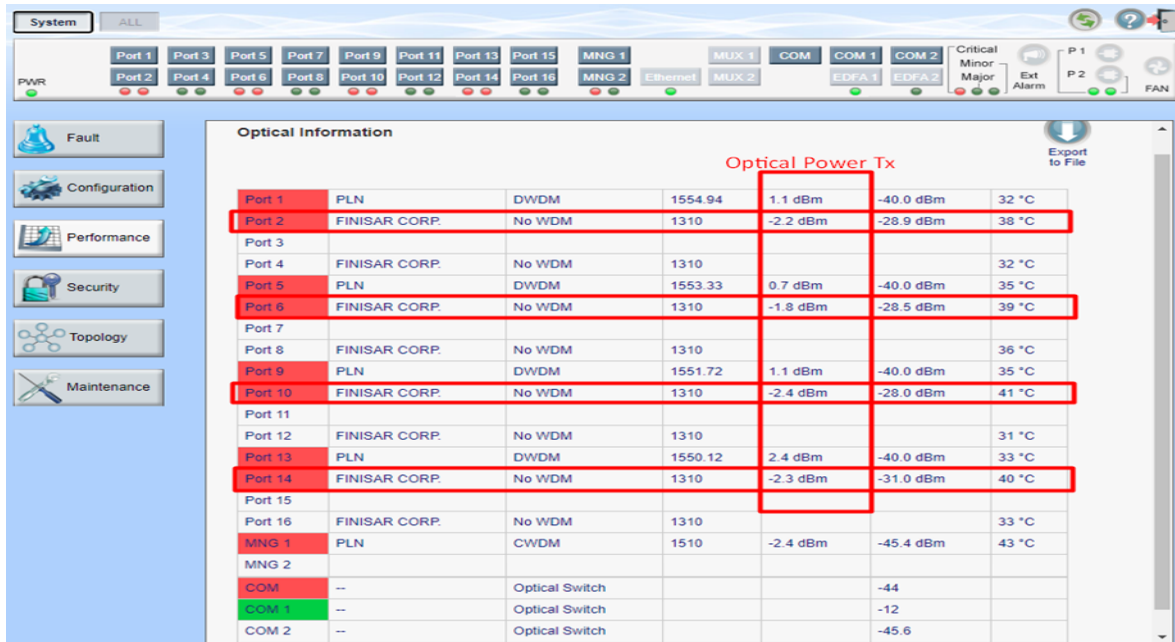 System ALL
Critical
Minor
Major
Port 1 Port 3 Port 5 Port 7 Port 9 Port 11 Port 13 Port 15 MNG 1 MUX 1 COM COM 1 COM 2 P 1
PWR Port 2 Port 4 Port 6 Port 8 Port 10 Port 12 Port 14 Port 16 MNG 2 Ethernet MUX 2 EDFA 1 EDFA 2 Ext Alarm P 2 FAN
Fault
Configuration
Performance
Security
Topology
Maintenance
Optical Information
Export
to File
Optical Power Tx
Port 1 PLN DWDM 1554.94 1.1 dBm -40.0 dBm 32 °C
Port 2 FINISAR CORP. No WDM 1310 -2.2 dBm -28.9 dBm 38 °C
Port 3
Port 4 FINISAR CORP. No WDM 1310 32 °C
Port 5 PLN DWDM 1553.33 0.7 dBm -40.0 dBm 35 °C
Port 6 FINISAR CORP. No WDM 1310 -1.8 dBm -28.5 dBm 39 °C
Port 7
Port 8 FINISAR CORP. No WDM 1310 36 °C
Port 9 PLN DWDM 1551.72 1.1 dBm -40.0 dBm 35 °C
Port 10 FINISAR CORP. No WDM 1310 -2.4 dBm -28.0 dBm 41 °C
Port 11
Port 12 FINISAR CORP. No WDM 1310 31 °C
Port 13 PLN DWDM 1550.12 2.4 dBm -40.0 dBm 33 °C
Port 14 FINISAR CORP. No WDM 1310 -2.3 dBm -31.0 dBm 40 °C
Port 15
Port 16 FINISAR CORP. No WDM 1310 33 °C
MNG 1 PLN CWDM 1510 -2.4 dBm -45.4 dBm 43 °C
MNG 2
COM -- Optical Switch -44
COM 1 -- Optical Switch -12
COM 2 -- Optical Switch -45.6